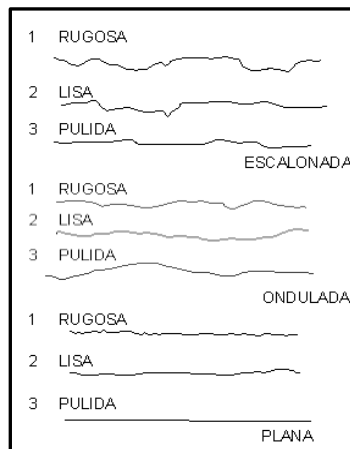 1 RUGOSA
2 LISA
3 PULIDA
ESCALONADA
1 RUGOSA
2 LISA
3 PULIDA
ONDULADA
1 RUGOSA
2 LISA
3 PULIDA
PLANA